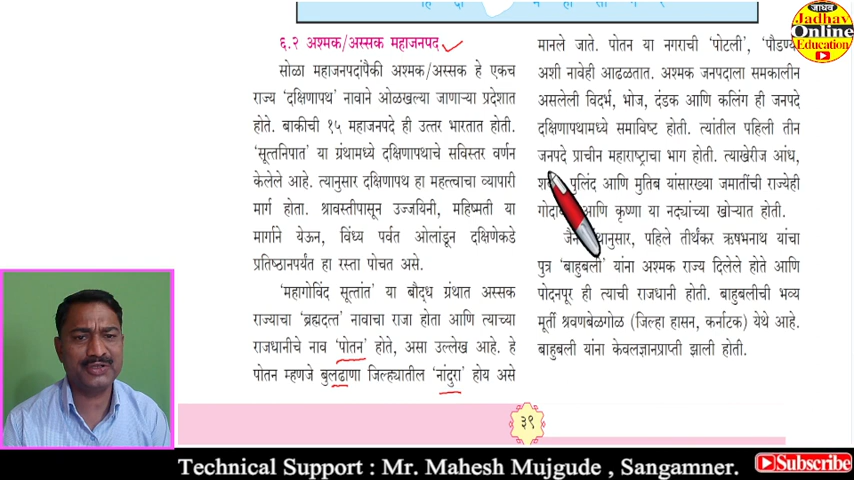 जाधव
Jadhav
Online
Education
६.२ अश्मक/अस्सक महाजनपद
सोळा महाजनपदांपैकी अश्मक/अस्सक हे एकच
राज्य 'दक्षिणापथ' नावाने ओळखल्या जाणाऱ्या प्रदेशात
होते. बाकीची १५ महाजनपदे ही उत्तर भारतात होती.
'सूत्तनिपात' या ग्रंथामध्ये दक्षिणापथाचे सविस्तर वर्णन
केलेले आहे. त्यानुसार दक्षिणापथ हा महत्त्वाचा व्यापारी
मार्ग होता. श्रावस्तीपासून उज्जयिनी, महिष्मती या
मार्गाने येऊन, विंध्य पर्वत ओलांडून दक्षिणेकडे
प्रतिष्ठानपर्यंत हा रस्ता पोचत असे.
'महागोविंद सूत्तांत' या बौद्ध ग्रंथात अस्सक
राज्याचा 'ब्रह्मदत्त' नावाचा राजा होता आणि त्याच्या
राजधानीचे नाव 'पोतन' होते, असा उल्लेख आहे. हे
पोतन म्हणजे बुलढाणा जिल्ह्यातील 'नांदुरा' होय असे
मानले जाते. पोतन या नगराची 'पोटली',
अशी नावेही आढळतात. अश्मक जनपदाला समकालीन
असलेली विदर्भ, भोज, दंडक आणि कलिंग ही जनपदे
दक्षिणापथामध्ये समाविष्ट होती. त्यांतील पहिली तीन
जनपदे प्राचीन महाराष्ट्राचा भाग होती. त्याखेरीज आंध्र,
पुलिंद आणि मुतिब यांसारख्या जमातींची राज्येही
आणि कृष्णा या नद्यांच्या खोऱ्यात होती.
पहिले तीर्थंकर ऋषभनाथ यांचा
पुत्र 'बाहुबली' यांना अश्मक राज्य दिलेले होते आणि
पोदनपूर ही त्याची राजधानी होती. बाहुबलीची भव्य
मूर्ती श्रवणबेळगोळ (जिल्हा हासन, कर्नाटक) येथे आहे.
बाहुबली यांना केवलज्ञानप्राप्ती झाली होती.
३९
Technical Support : Mr. Mahesh Mujgude , Sangamner.
Subscribe